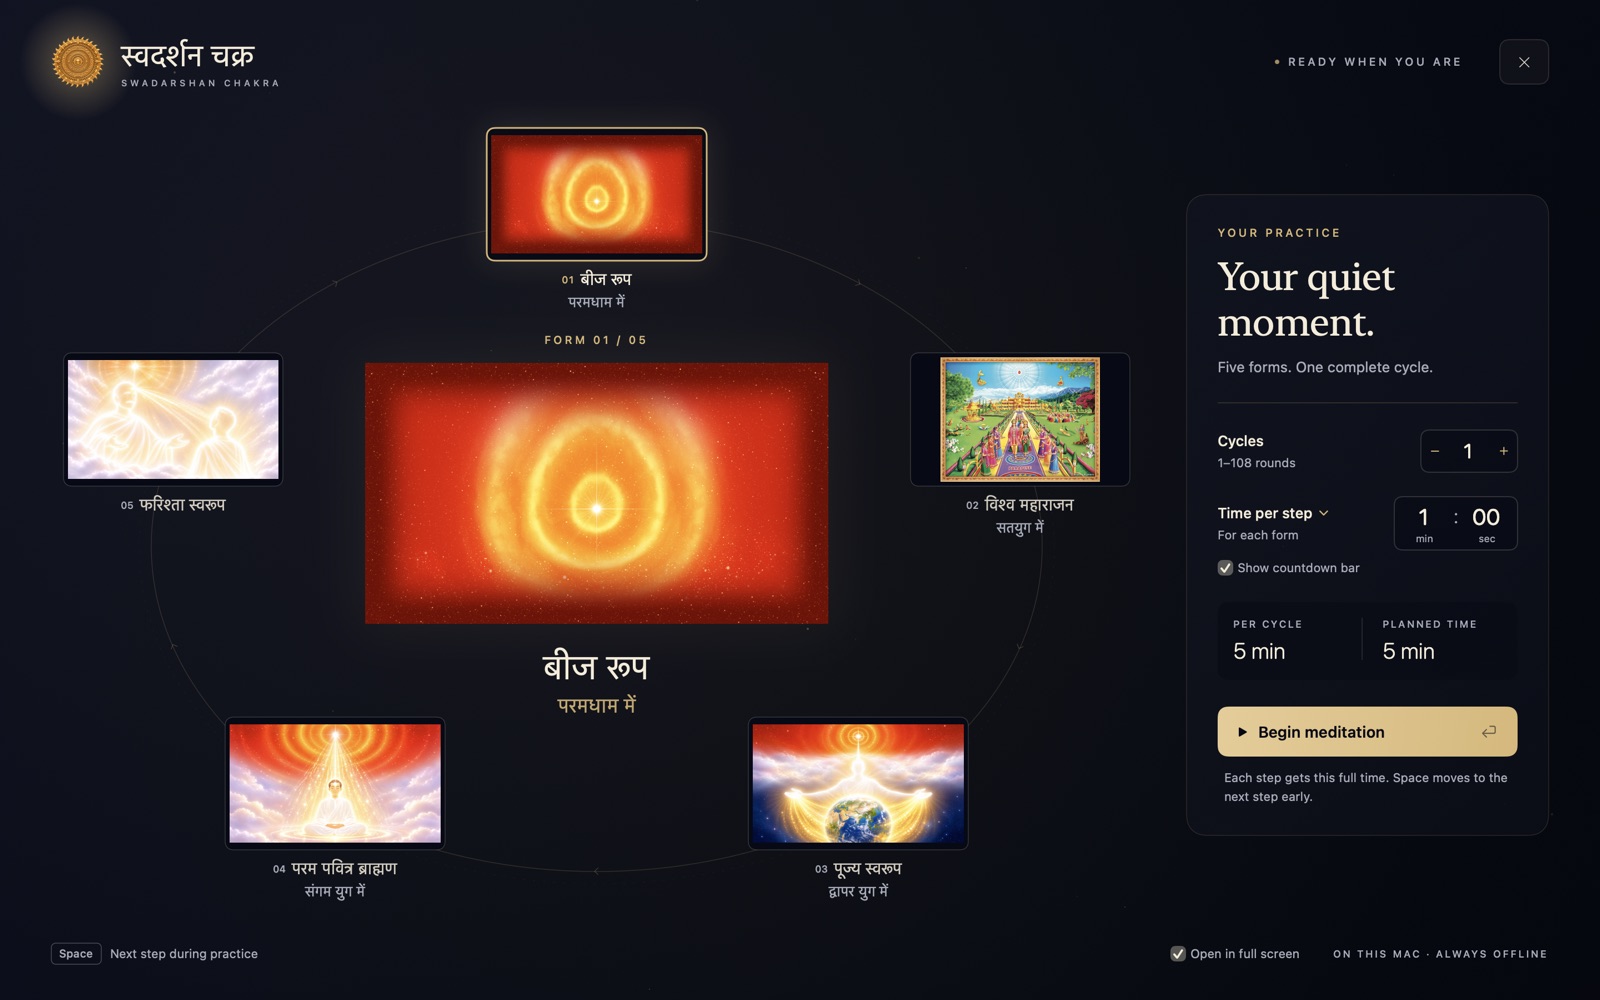 स्वदर्शन चक्र
SWADARSHAN CHAKRA
READY WHEN YOU ARE
01 बीज रूप
परमधाम में
FORM 01 / 05
05 फरिश्ता स्वरूप
02 विश्व महाराजन
सतयुग में
बीज रूप
परमधाम में
04 परम पवित्र ब्राह्मण
संगम युग में
03 पूज्य स्वरूप
द्वापर युग में
YOUR PRACTICE
Your quiet
moment.
Five forms. One complete cycle.
Cycles
1–108 rounds
− 1 +
Time per step
For each form
1 : 00
min sec
Show countdown bar
PER CYCLE
5 min
PLANNED TIME
5 min
Begin meditation
Each step gets this full time. Space moves to the
next step early.
Space Next step during practice
Open in full screen
ON THIS MAC · ALWAYS OFFLINE